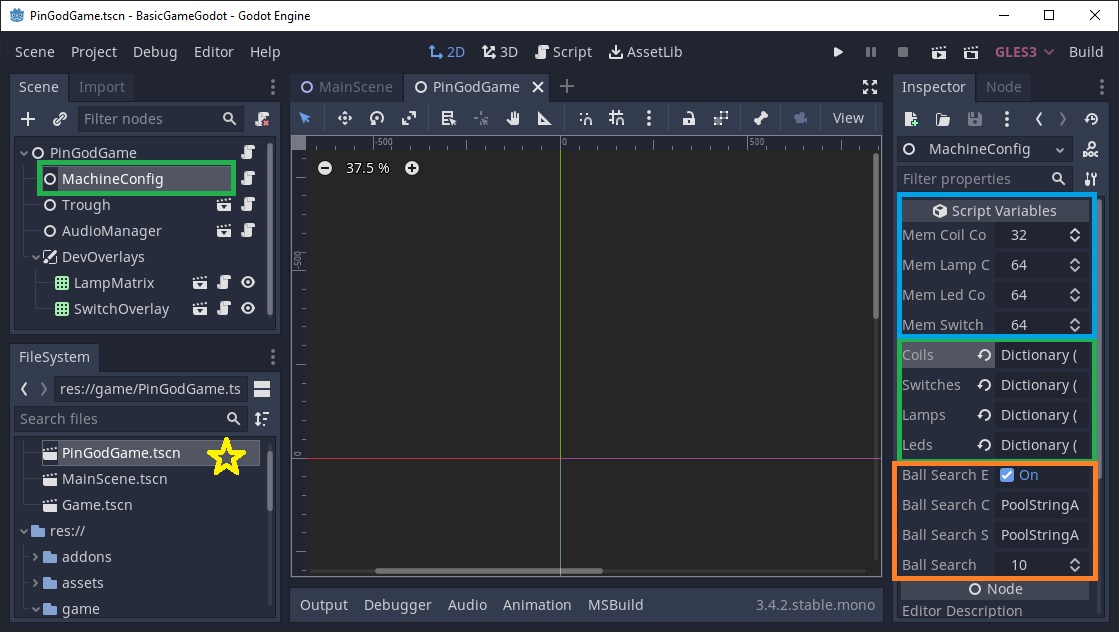 PinGodGame.tscn - BasicGameGodot - Godot Engine
Scene Project Debug Editor Help 2D 3D Script AssetLib GLES3 Build
Scene Import
Filter nodes
PinGodGame
MachineConfig
Trough
AudioManager
DevOverlays
LampMatrix
SwitchOverlay
FileSystem
res://game/PinGodGame.ts
Search files
PinGodGame.tscn
MainScene.tscn
Game.tscn
res://
addons
assets
game
MainScene PinGodGame
View
-500 0 500
37.5 %
-500
0
Output Debugger Audio Animation MSBuild 3.4.2.stable.mono
Inspector Node
MachineConfig
Filter properties
Script Variables
Mem Coil Co 32
Mem Lamp C 64
Mem Led Co 64
Mem Switch 64
Coils Dictionary (
Switches Dictionary (
Lamps Dictionary (
Leds Dictionary (
Ball Search E On
Ball Search C PoolStringA
Ball Search S PoolStringA
Ball Search 10
Node
Editor Description